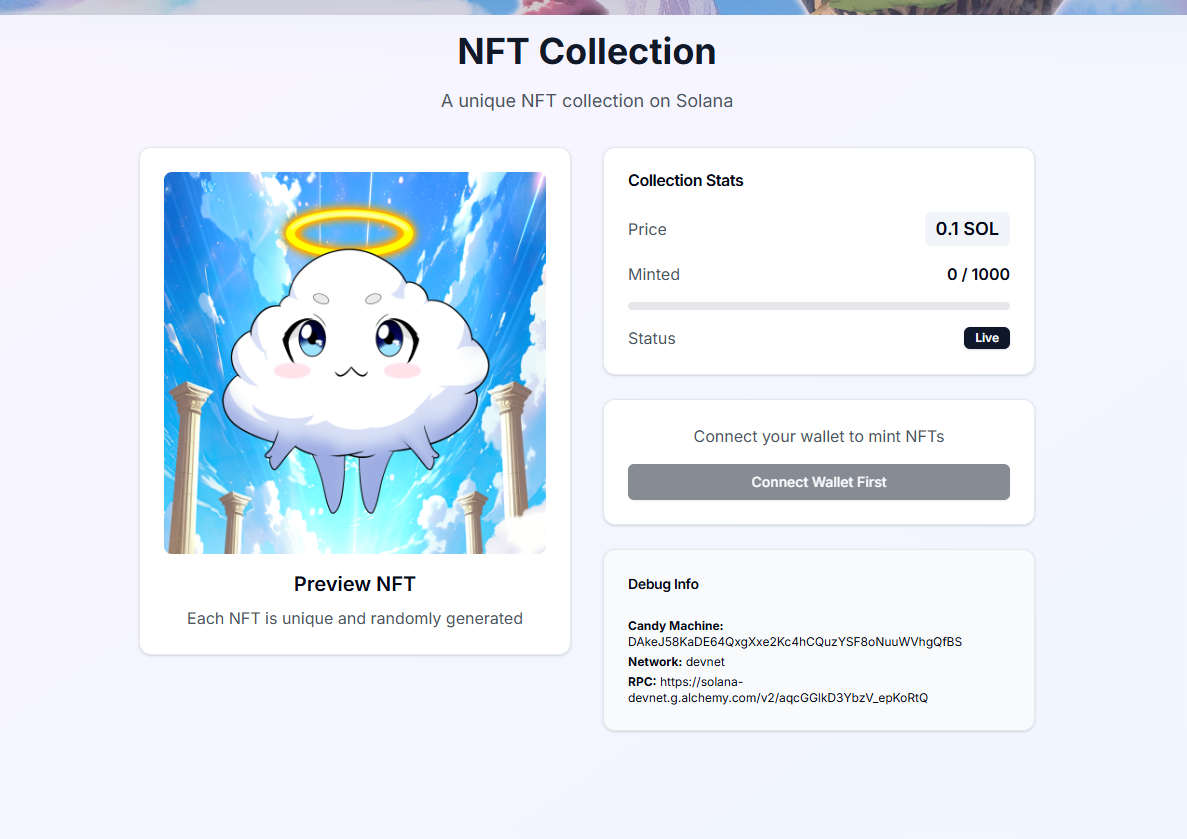 NFT Collection
A unique NFT collection on Solana
Preview NFT
Each NFT is unique and randomly generated
Collection Stats
Price
0.1 SOL
Minted
0 / 1000
Status
Live
Connect your wallet to mint NFTs
Connect Wallet First
Debug Info
Candy Machine:
DAkeJ58KaDE64QxgXxe2Kc4hCQuzYSF8oNuuWVhgQfBS
Network: devnet
RPC: https://solana-
devnet.g.alchemy.com/v2/aqcGGlkD3YbzV_epKoRtQ